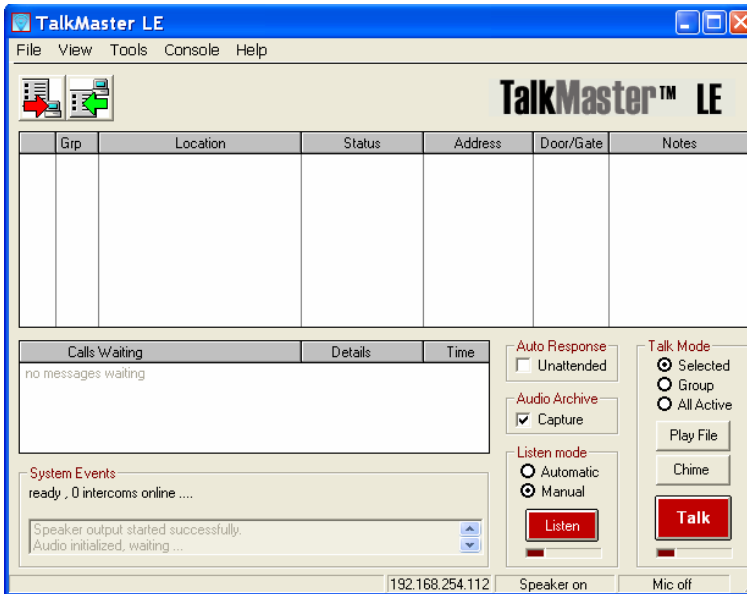 TalkMaster LE
File View Tools Console Help
TalkMaster™ LE
Grp Location Status Address Door/Gate Notes
Calls Waiting Details Time
no messages waiting
Auto Response
Unattended
Audio Archive
Capture
Listen mode
Automatic
Manual
Listen
Talk Mode
Selected
Group
All Active
Play File
Chime
Talk
System Events
ready , 0 intercoms online ....
Speaker output started successfully.
Audio initialized, waiting ...
192.168.254.112 Speaker on Mic off